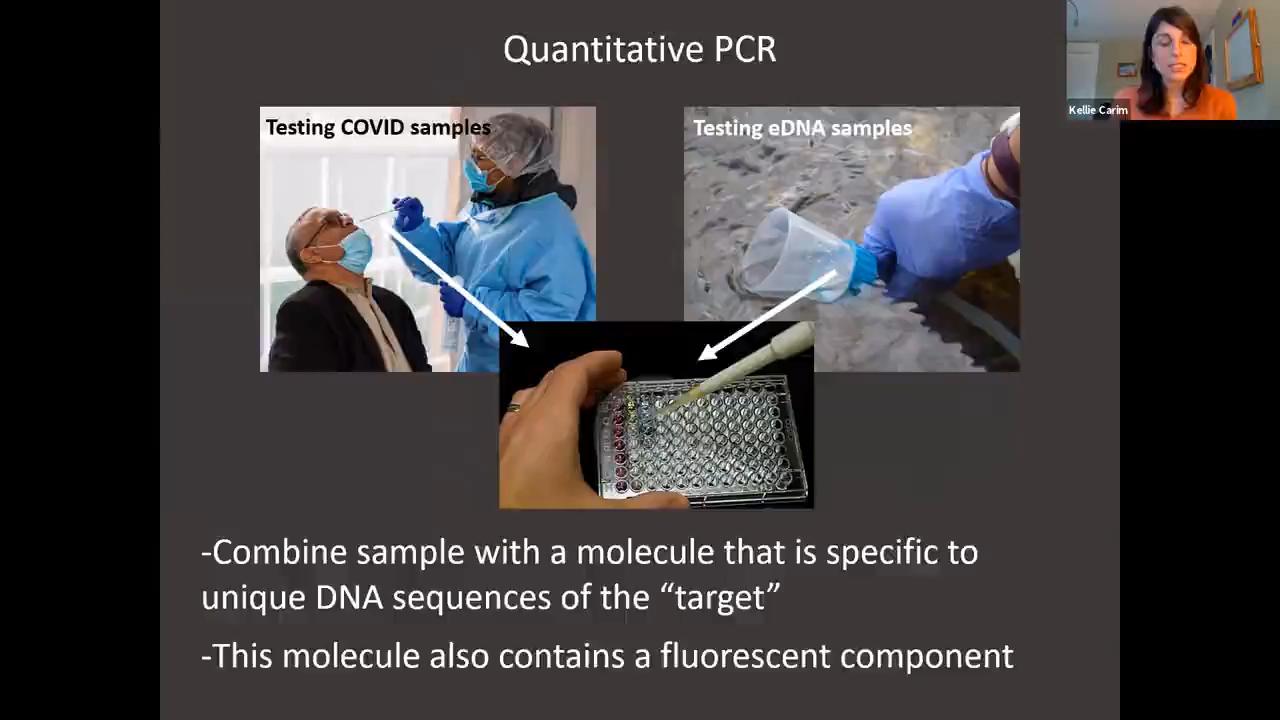 Quantitative PCR
Kellie Carim
Testing COVID samples
Testing eDNA samples
-Combine sample with a molecule that is specific to
unique DNA sequences of the “target”
-This molecule also contains a fluorescent component